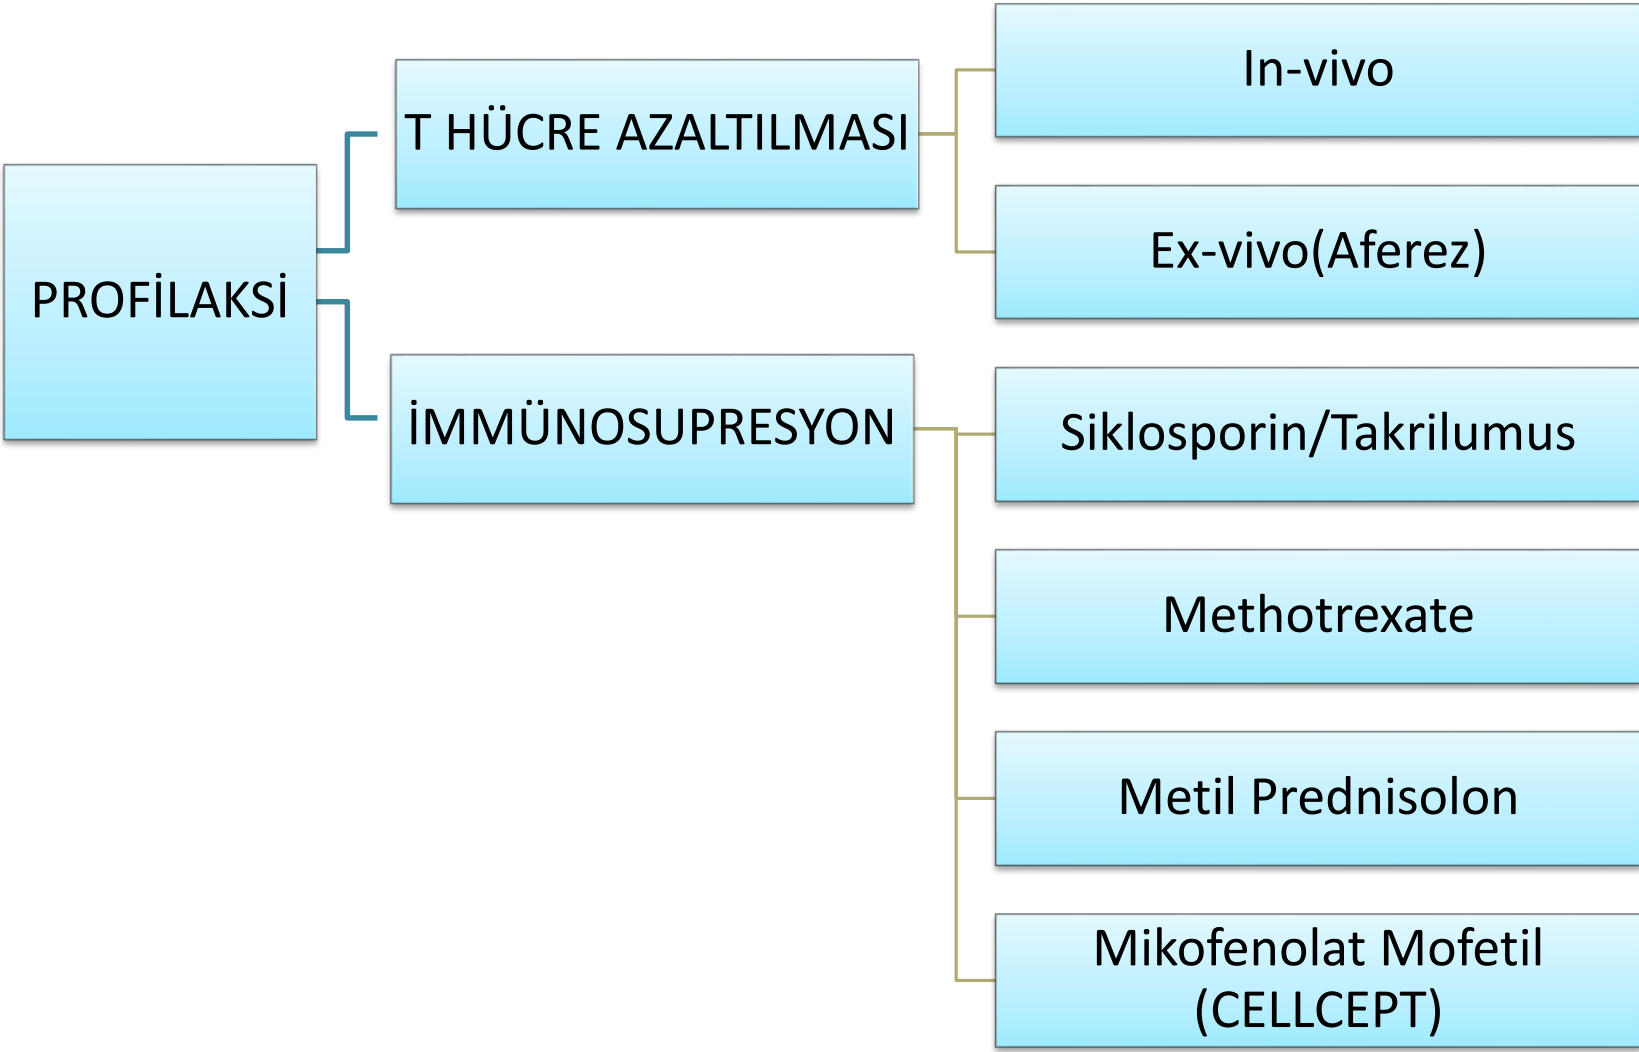 PROFİLAKSİ
T HÜCRE AZALTILMASI
In-vivo
Ex-vivo(Aferez)
İMMÜNOSUPRESYON
Siklosporin/Takrilumus
Methotrexate
Metil Prednisolon
Mikofenolat Mofetil
(CELLCEPT)